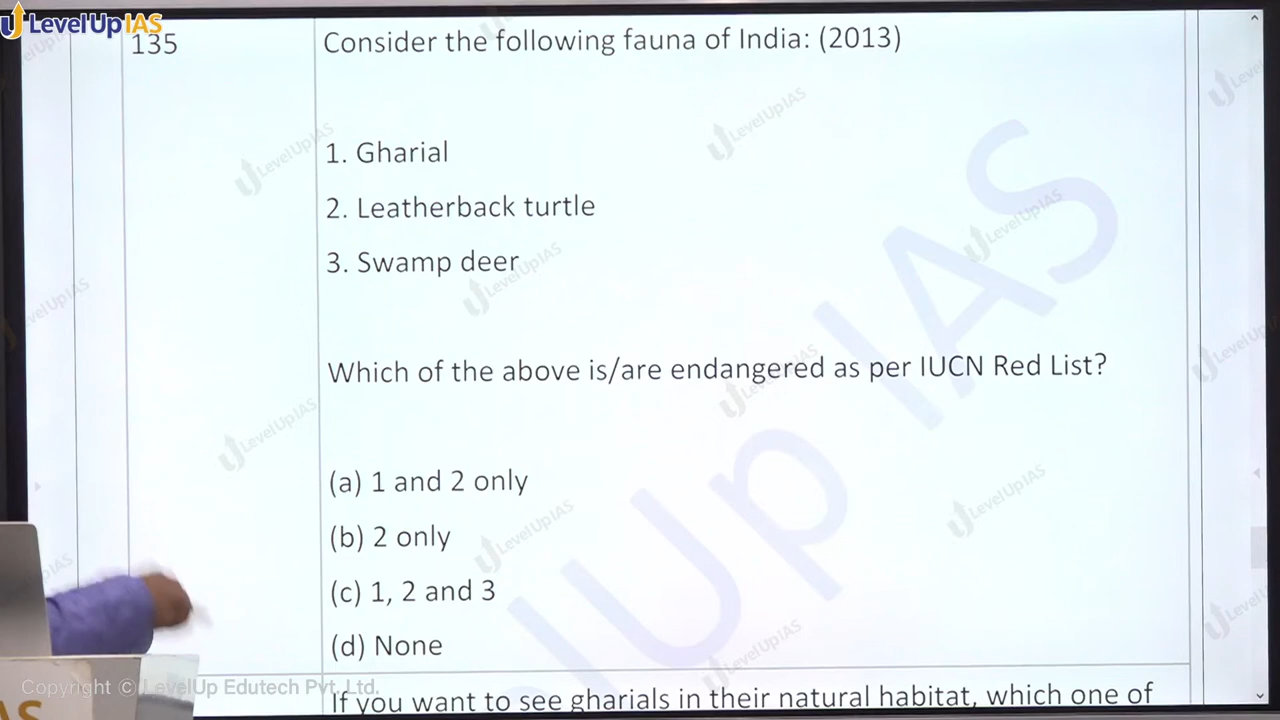 LevelUp IAS
135
Consider the following fauna of India: (2013)
1. Gharial
2. Leatherback turtle
3. Swamp deer
Which of the above is/are endangered as per IUCN Red List?
(a) 1 and 2 only
(b) 2 only
(c) 1, 2 and 3
(d) None
Copyright © LevelUp Edutech Pvt. Ltd.
If you want to see gharials in their natural habitat, which one of